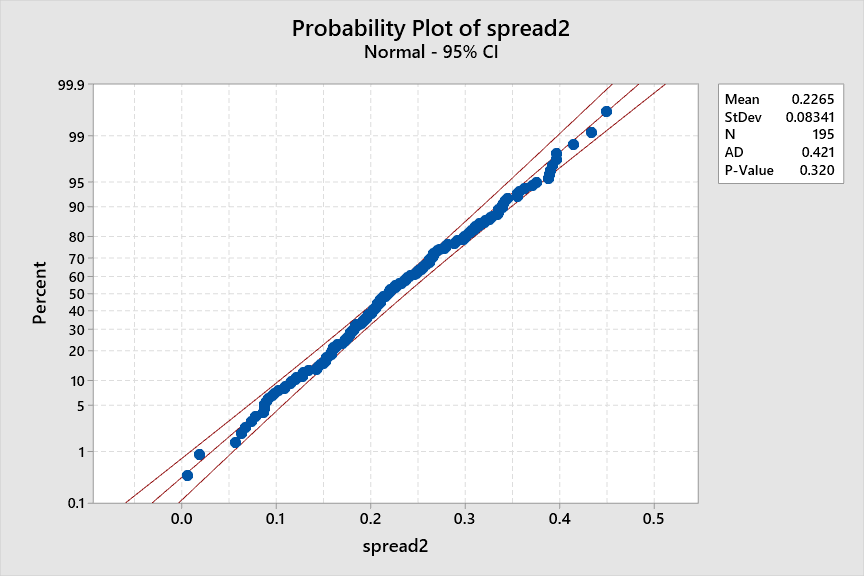 Probability Plot of spread2
Normal - 95% CI
99.9
99
95
90
80
70
60
50
40
30
20
10
5
1
0.1
Percent
0.0 0.1 0.2 0.3 0.4 0.5
spread2
Mean 0.2265
StDev 0.08341
N 195
AD 0.421
P-Value 0.320